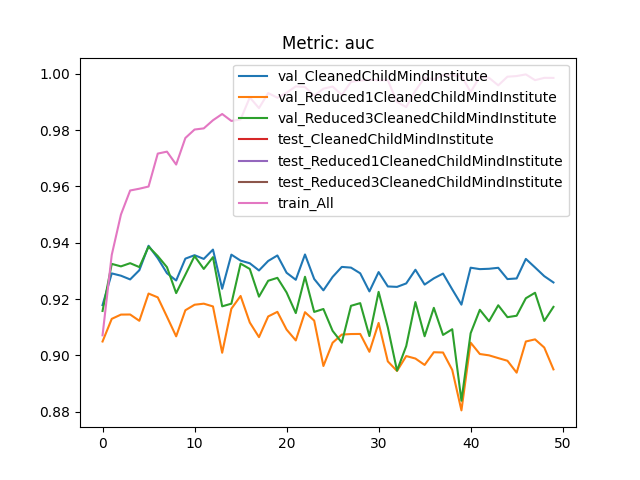 Metric: auc
1.00
0.98
0.96
0.94
0.92
0.90
0.88
val_CleanedChildMindInstitute
val_Reduced1CleanedChildMindInstitute
val_Reduced3CleanedChildMindInstitute
test_CleanedChildMindInstitute
test_Reduced1CleanedChildMindInstitute
test_Reduced3CleanedChildMindInstitute
train_All
0 10 20 30 40 50